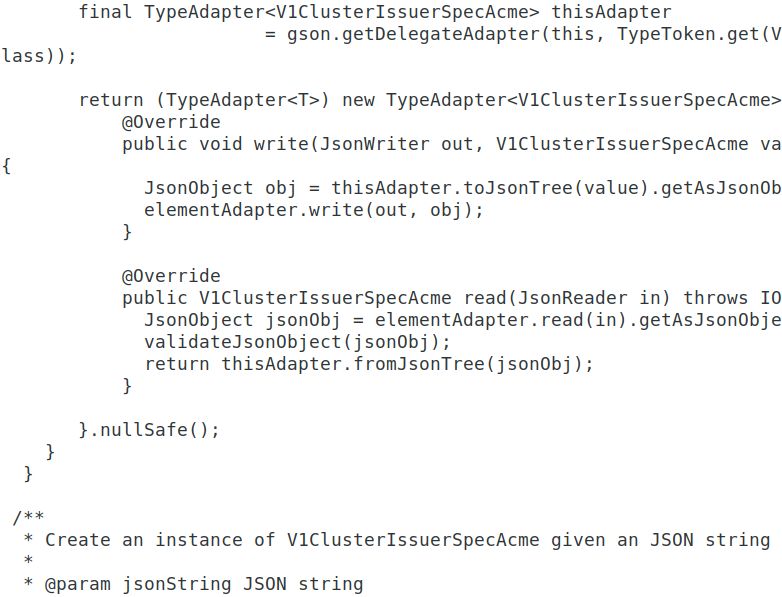 final TypeAdapter<V1ClusterIssuerSpecAcme> thisAdapter
= gson.getDelegateAdapter(this, TypeToken.get(V
lass));
return (TypeAdapter<T>) new TypeAdapter<V1ClusterIssuerSpecAcme>
@Override
public void write(JsonWriter out, V1ClusterIssuerSpecAcme va
{
JsonObject obj = thisAdapter.toJsonTree(value).getAsJsonOb
elementAdapter.write(out, obj);
}
@Override
public V1ClusterIssuerSpecAcme read(JsonReader in) throws IO
JsonObject jsonObj = elementAdapter.read(in).getAsJsonObje
validateJsonObject(jsonObj);
return thisAdapter.fromJsonTree(jsonObj);
}
}.nullSafe();
}
}
/**
* Create an instance of V1ClusterIssuerSpecAcme given an JSON string
*
* @param jsonString JSON string